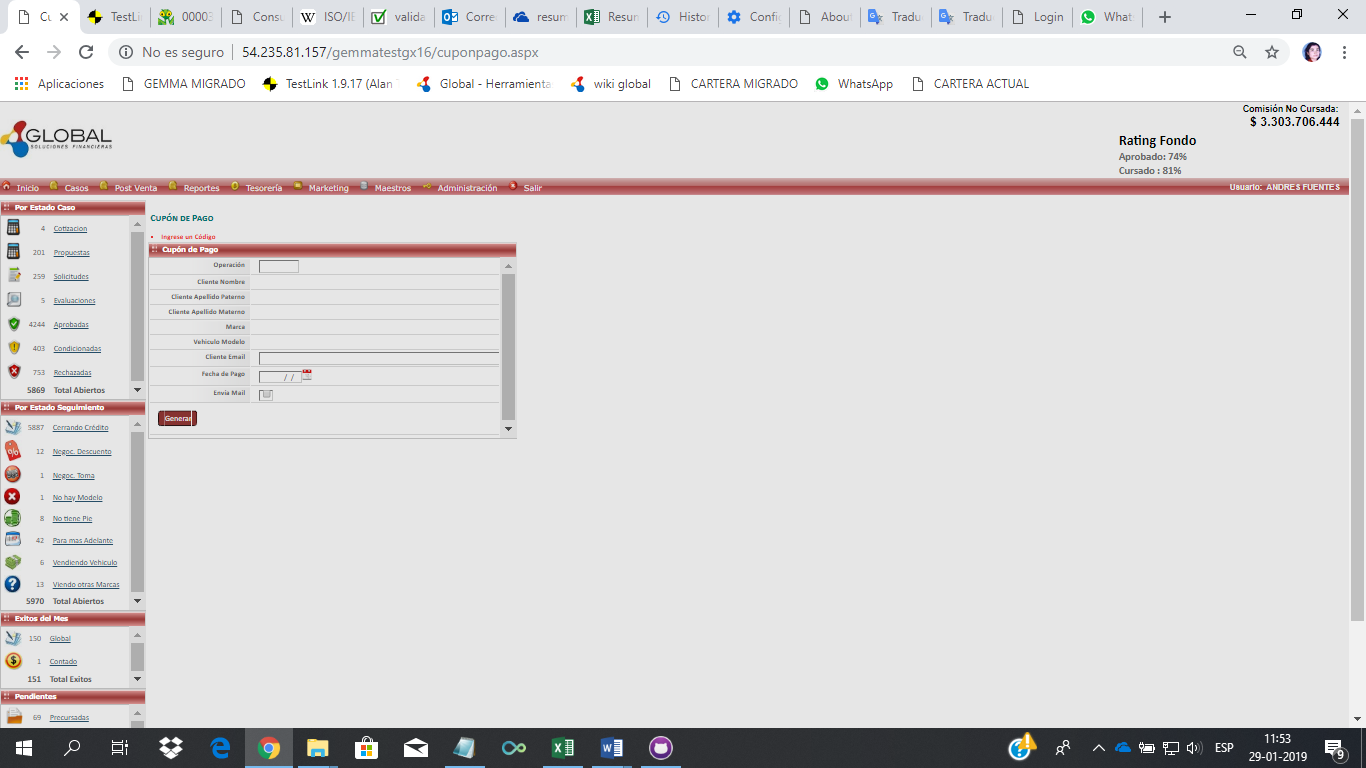 Cu
TestLi
00003
Consu
ISO/IE
valida
Corre
resum
Resun
Histor
Config
About
Tradu
Tradu
Login
What
No es seguro
54.235.81.157/gemmatestgx16/cuponpago.aspx
Aplicaciones
GEMMA MIGRADO
TestLink 1.9.17 (Alan
Global - Herramienta
wiki global
CARTERA MIGRADO
WhatsApp
CARTERA ACTUAL
GLOBAL
SOLUCIONES FINANCIERAS
Comisión No Cursada:
$ 3.303.706.444
Rating Fondo
Aprobado: 74%
Cursado : 81%
Inicio Casos Post Venta Reportes Tesorería Marketing Maestros Administración Salir
Usuario: ANDRES FUENTES
Por Estado Caso
4 Cotizacion
201 Propuestas
259 Solicitudes
5 Evaluaciones
4244 Aprobadas
403 Condicionadas
753 Rechazadas
5869 Total Abiertos
Por Estado Seguimiento
5887 Cerrando Crédito
12 Negoc. Descuento
1 Negoc. Toma
1 No hay Modelo
8 No tiene Pie
42 Para mas Adelante
6 Vendiendo Vehículo
13 Viendo otras Marcas
5970 Total Abiertos
Exitos del Mes
150 Global
1 Contado
151 Total Exitos
Pendientes
69 Precursadas
Cupón de Pago
• Ingrese un Código
Cupón de Pago
Operación
Cliente Nombre
Cliente Apellido Paterno
Cliente Apellido Materno
Marca
Vehiculo Modelo
Cliente Email
Fecha de Pago / /
Envia Mail
Generar
ESP
11:53
29-01-2019
9